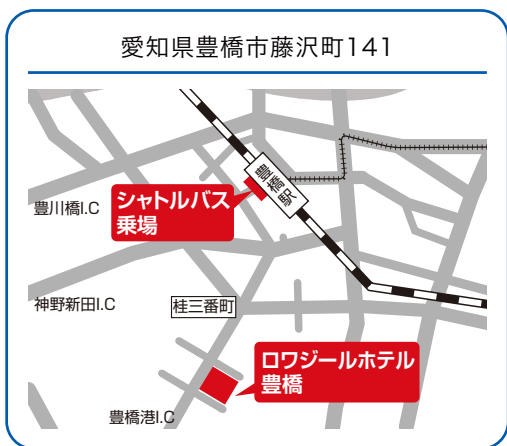 愛知県豊橋市藤沢町141
豊橋駅
豊川橋I.C
シャトルバス
乗場
神野新田I.C
桂三番町
ロワジールホテル
豊橋
豊橋港I.C